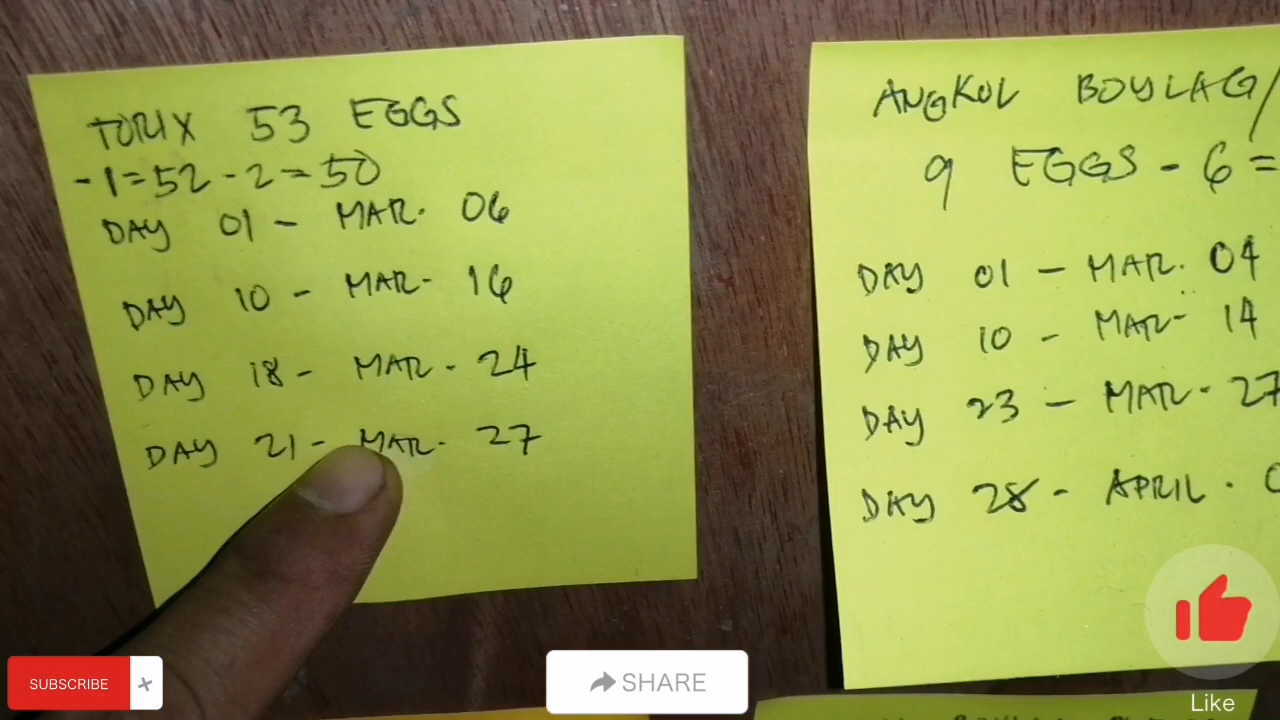 TORIX 53 EGGS
-1=52-2=50
DAY 01 - MAR. 06
DAY 10 - MAR- 16
DAY 18 - MAR - 24
DAY 21 - MAR. 27
ANGKOL BOYLAG/
9 EGGS - 6 =
DAY 01 - MAR. 04
DAY 10 - MAR- 14
DAY 23 - MAR - 27
DAY 28 - APRIL. 0
SUBSCRIBE
SHARE
Like